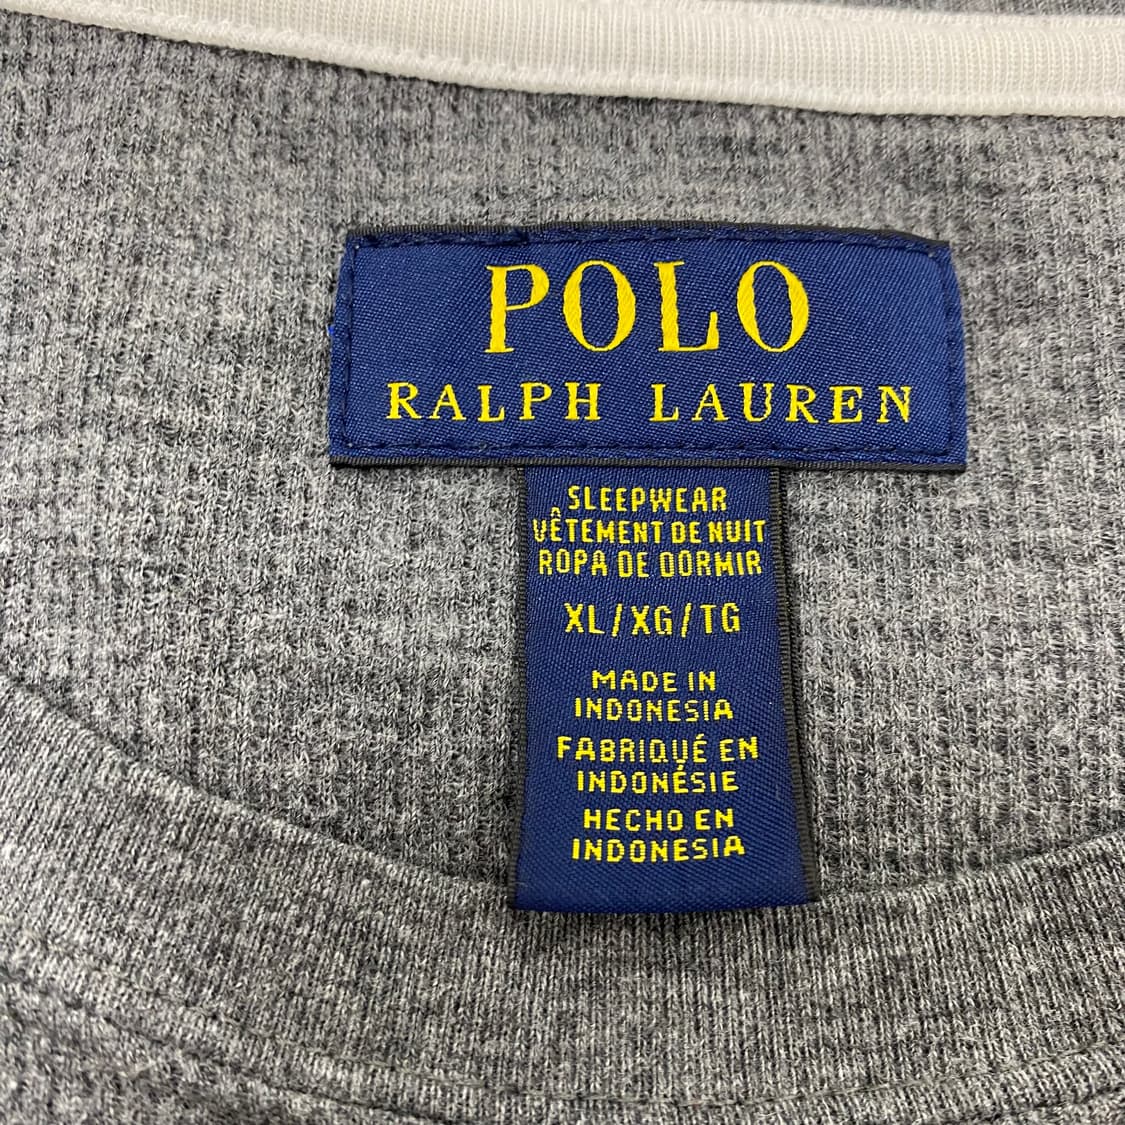 POLO
RALPH LAUREN
SLEEPWEAR
VÊTEMENT DE NUIT
ROPA DE DORMIR
XL/XG/TG
MADE IN
INDONESIA
FABRIQUÉ EN
INDONÉSIE
HECHO EN
INDONESIA